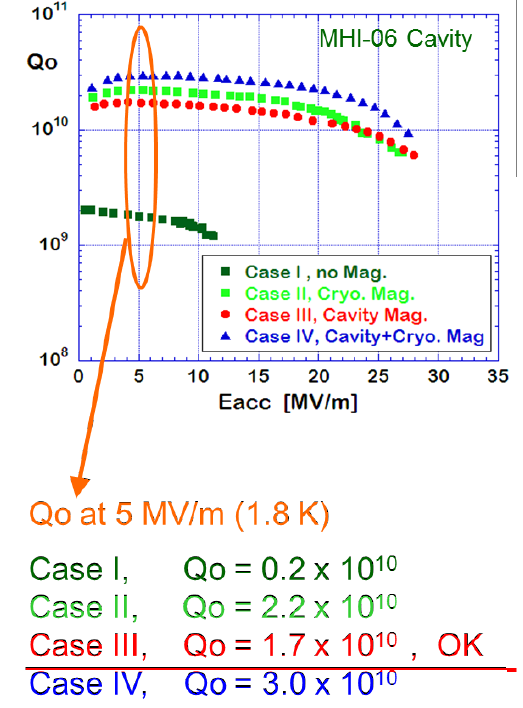 10¹¹
MHI-06 Cavity
Qo
10¹⁰
10⁹
Case I , no Mag.
Case II, Cryo. Mag.
Case III, Cavity Mag.
Case IV, Cavity+Cryo. Mag
10⁸
0 5 10 15 20 25 30 35
Eacc [MV/m]
Qo at 5 MV/m (1.8 K)
Case I, Qo = 0.2 x 10¹⁰
Case II, Qo = 2.2 x 10¹⁰
Case III, Qo = 1.7 x 10¹⁰ , OK
Case IV, Qo = 3.0 x 10¹⁰